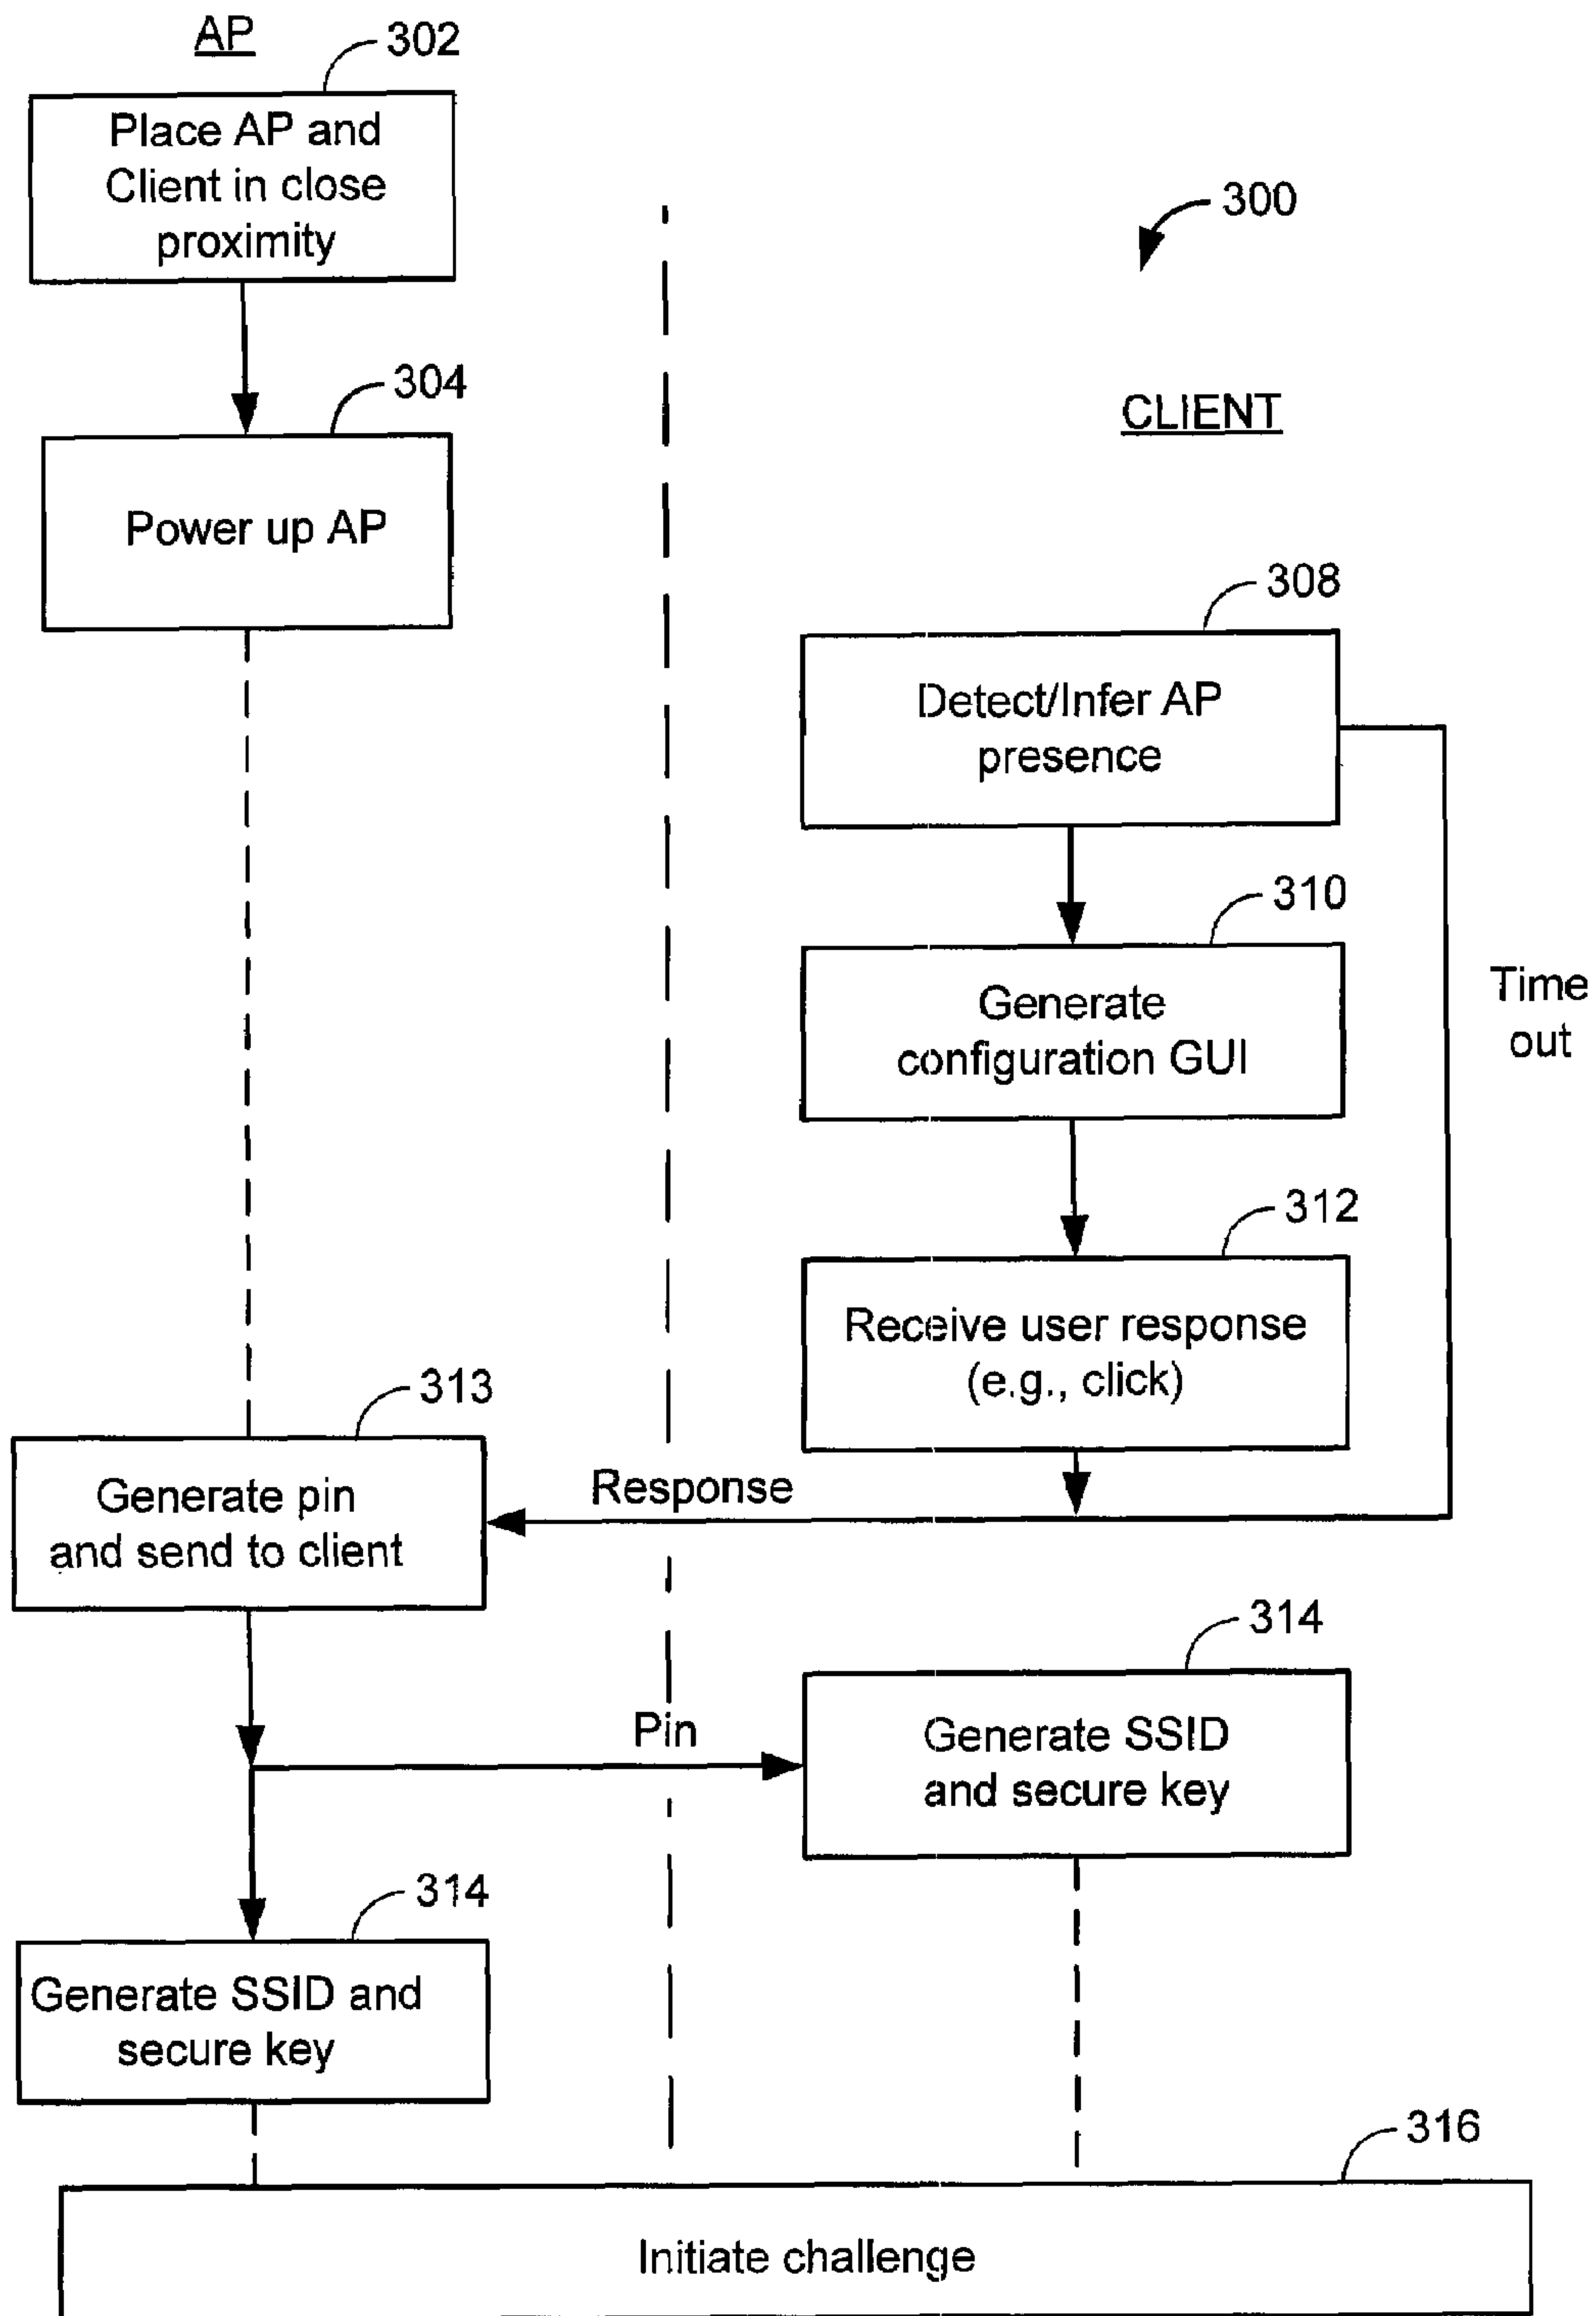 AP
302
Place AP and
Client in close
proximity
300
304
CLIENT
Power up AP
308
Detect/Infer AP
presence
310
Generate
configuration GUI
Time
out
312
Receive user response
(e.g., click)
313
Generate pin
and send to client
Response
314
Generate SSID
and secure key
Pin
314
Generate SSID and
secure key
316
Initiate challenge